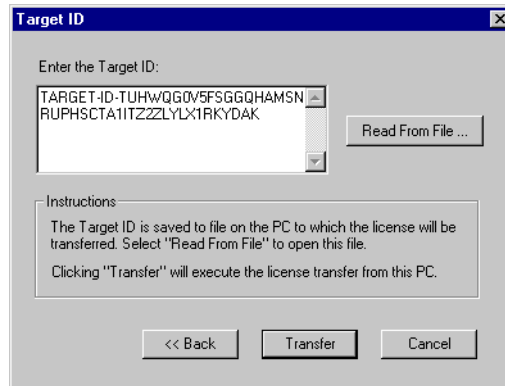 Target ID
Enter the Target ID:
TARGET-ID-TUHWQG0V5FSGGQHAMSN
RUPHSCTA1ITZ2ZLYLX1RKYDAK
Read From File ...
Instructions
The Target ID is saved to file on the PC to which the license will be
transferred. Select "Read From File" to open this file.
Clicking "Transfer" will execute the license transfer from this PC.
<< Back
Transfer
Cancel